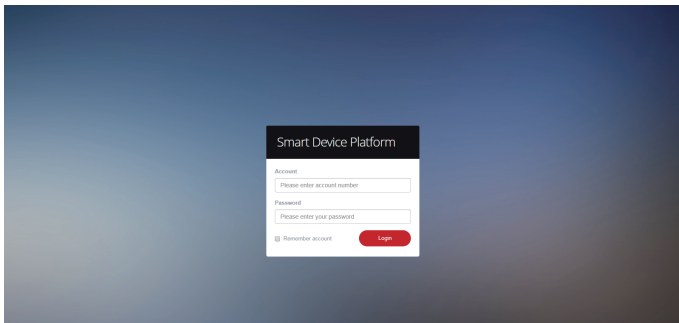 Smart Device Platform
Account
Please enter account number
Password
Please enter your password
Remember account
Login